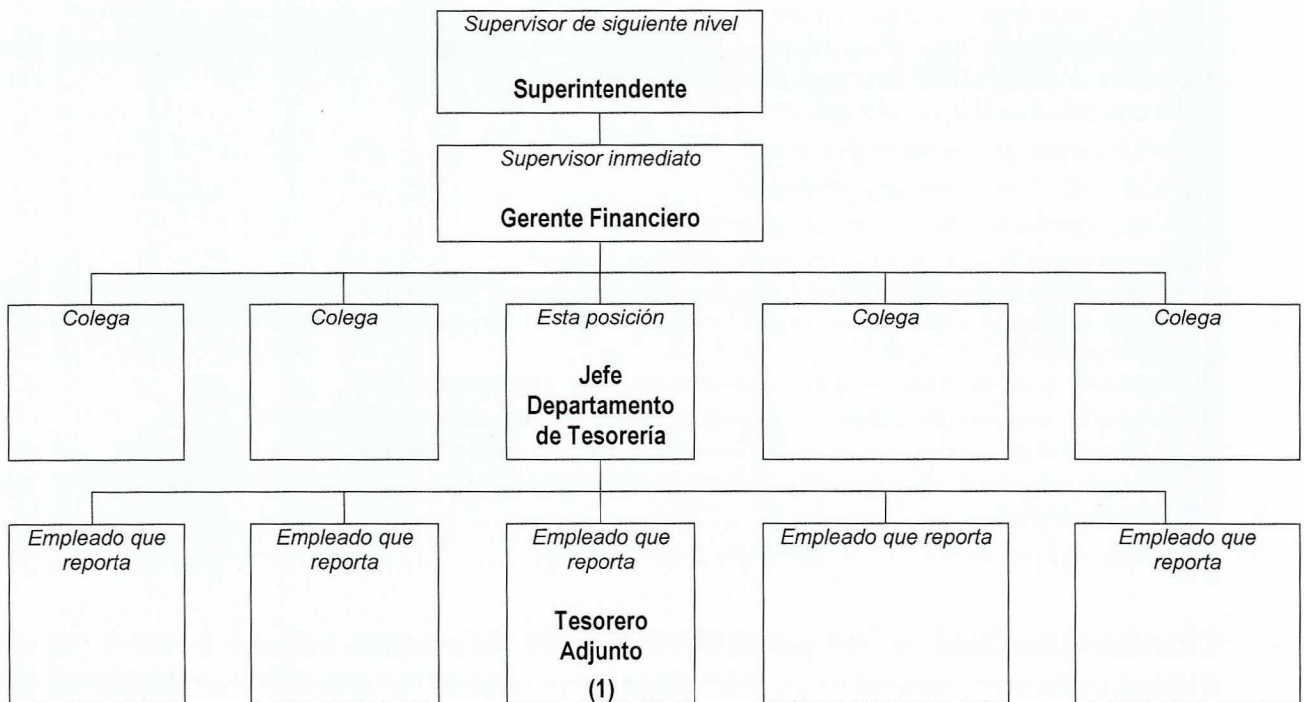 Supervisor de siguiente nivel
Superintendente
Supervisor inmediato
Gerente Financiero
Colega
Colega
Esta posición
Jefe
Departamento
de Tesorería
Colega
Colega
Empleado que
reporta
Empleado que
reporta
Empleado que
reporta
Tesorero
Adjunto
(1)
Empleado que reporta
Empleado que
reporta